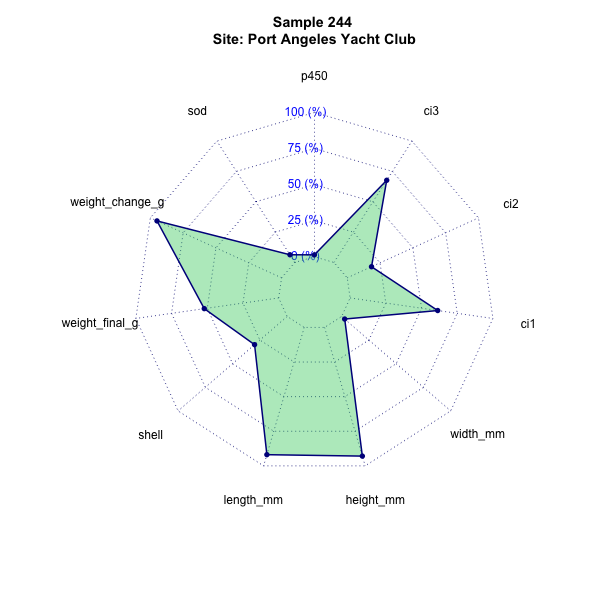 Sample 244
Site: Port Angeles Yacht Club
p450
sod
ci3
100 (%)
75 (%)
weight_change_g
50 (%)
ci2
25 (%)
0 (%)
weight_final_g
ci1
shell
width_mm
length_mm
height_mm